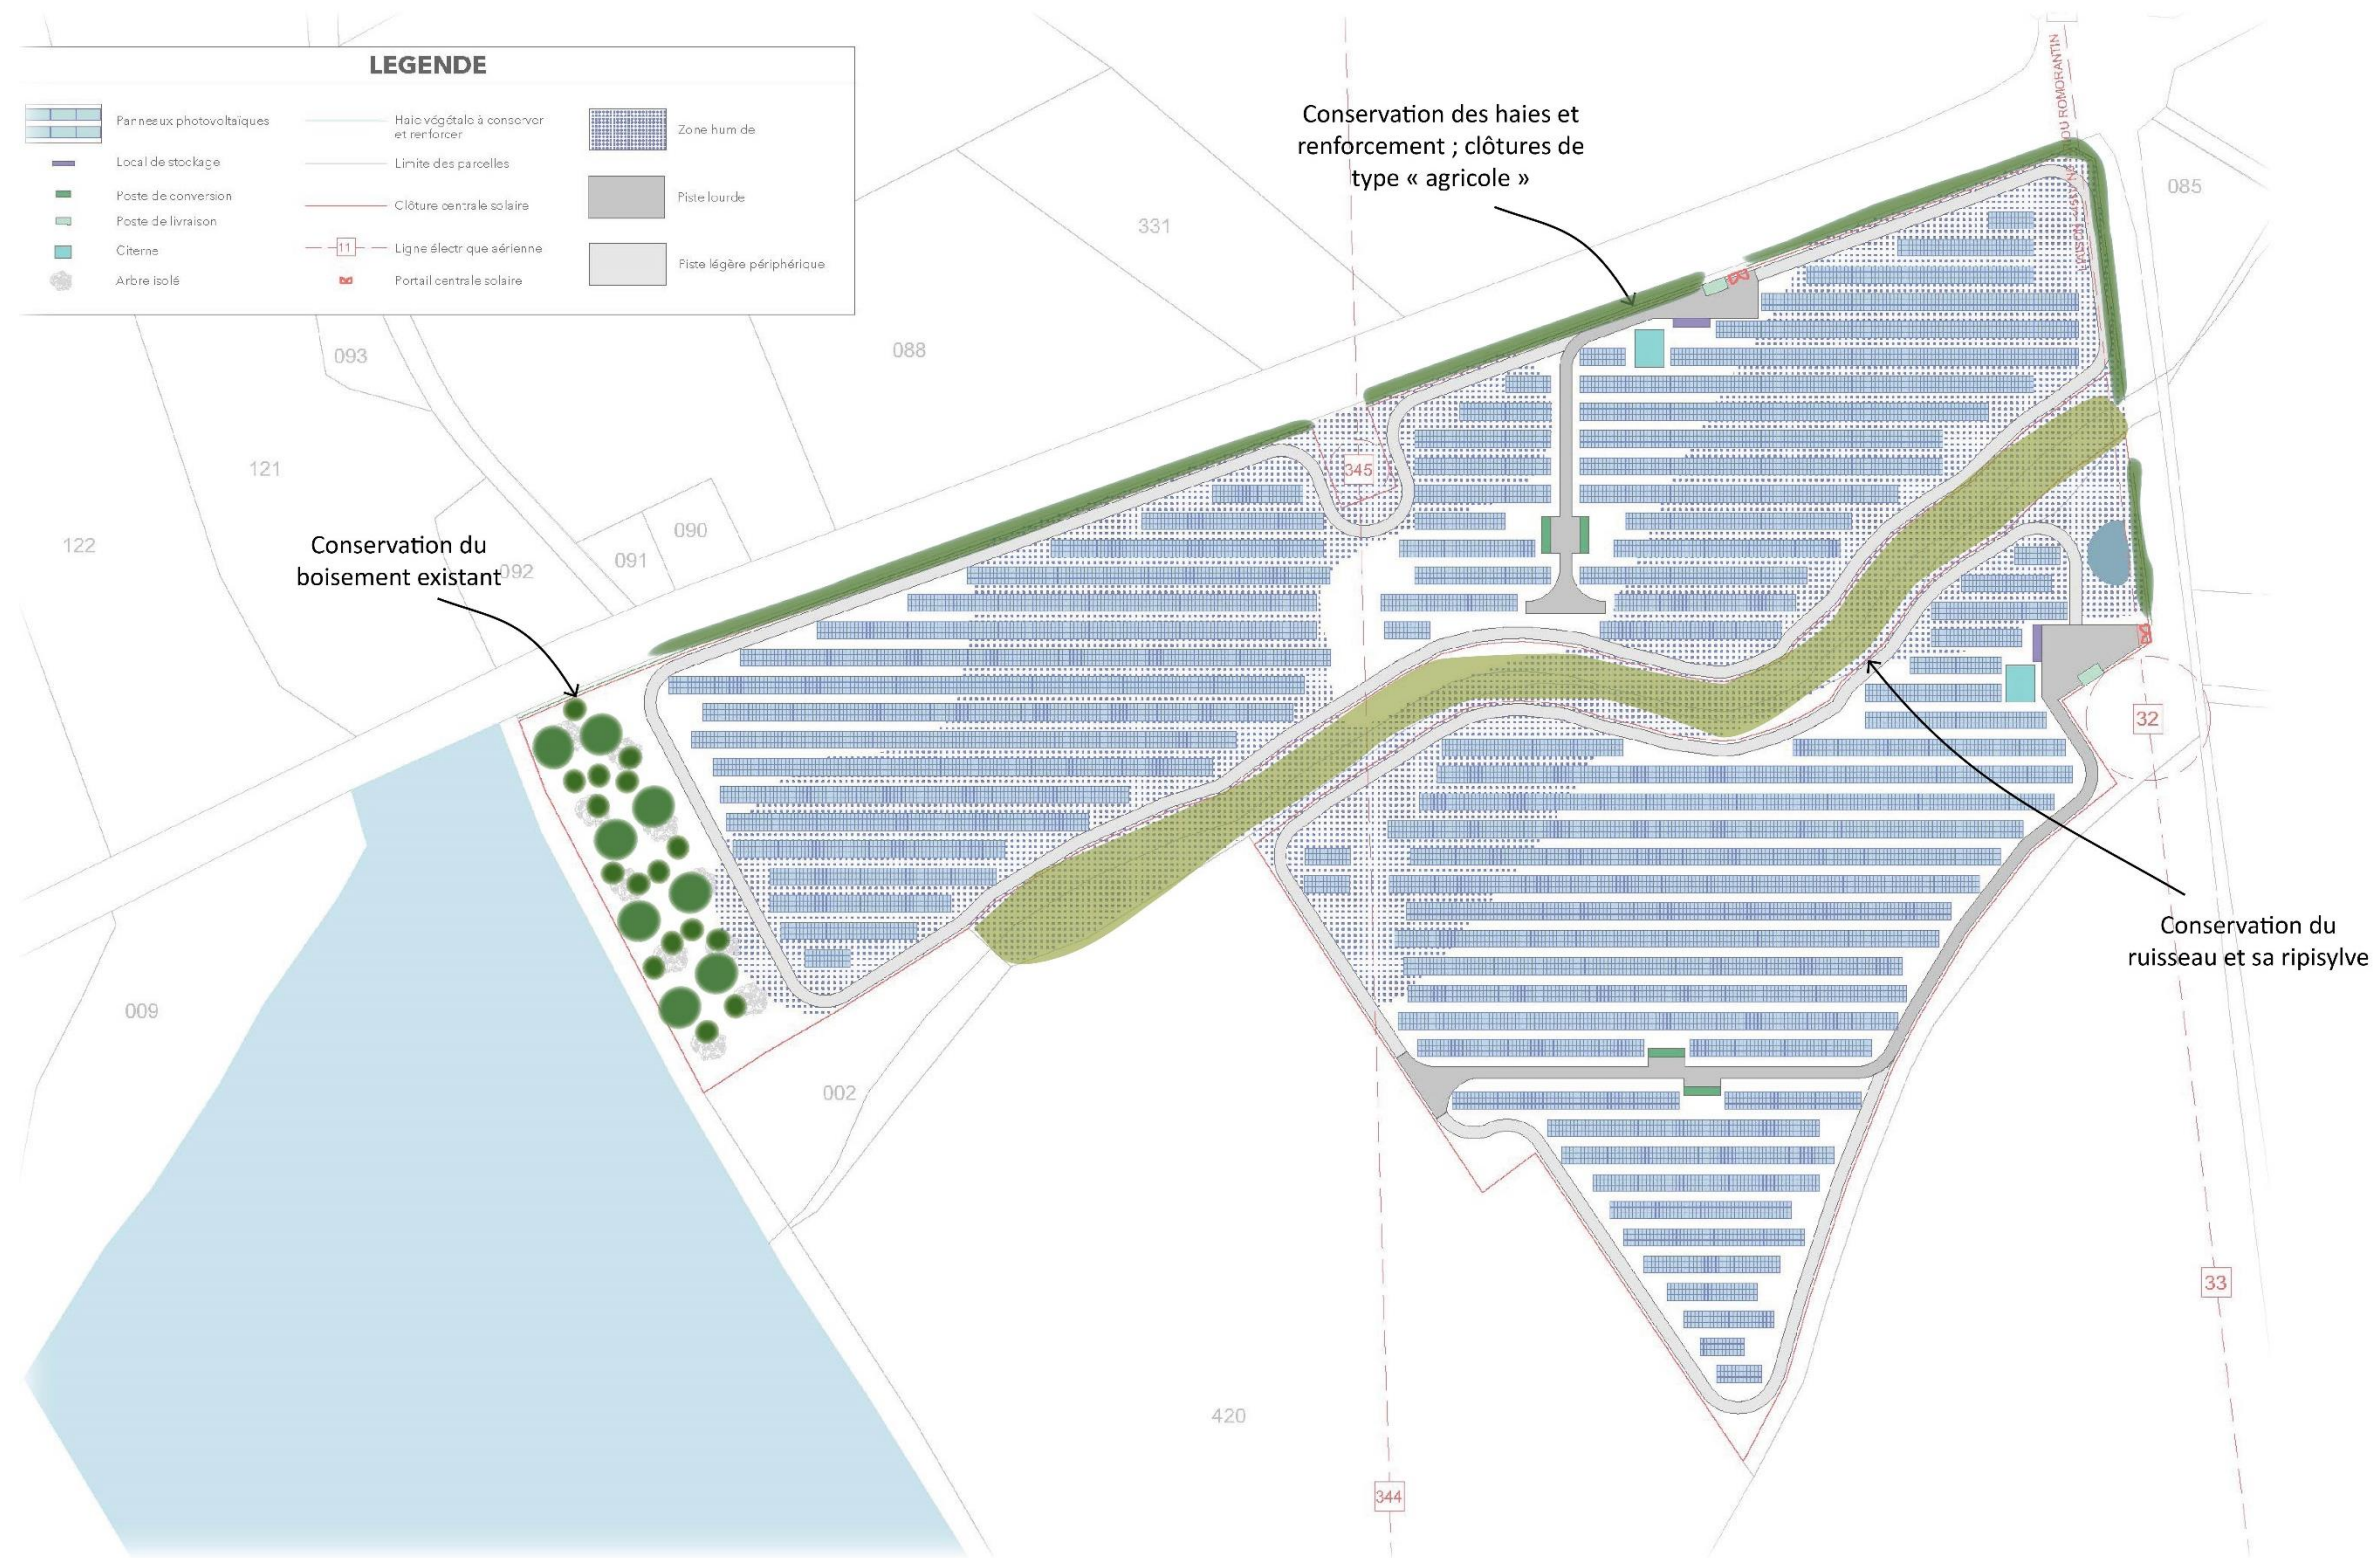 LEGENDE
Panneaux photovoltaïques
Local de stockage
Poste de conversion
Poste de livraison
Citerne
Arbre isolé
Haie végétale à conserver
et renforcer
Limite des parcelles
Clôture centrale solaire
11
Ligne électrique aérienne
Portail centrale solaire
Zone humide
Piste lourde
Piste légère périphérique
Conservation des haies et
renforcement ; clôtures de
type « agricole »
DU ROMORANTIN
085
331
093
088
121
345
090
122
091
092
Conservation du
boisement existant
32
Conservation du
ruisseau et sa ripisylve
009
002
33
420
344